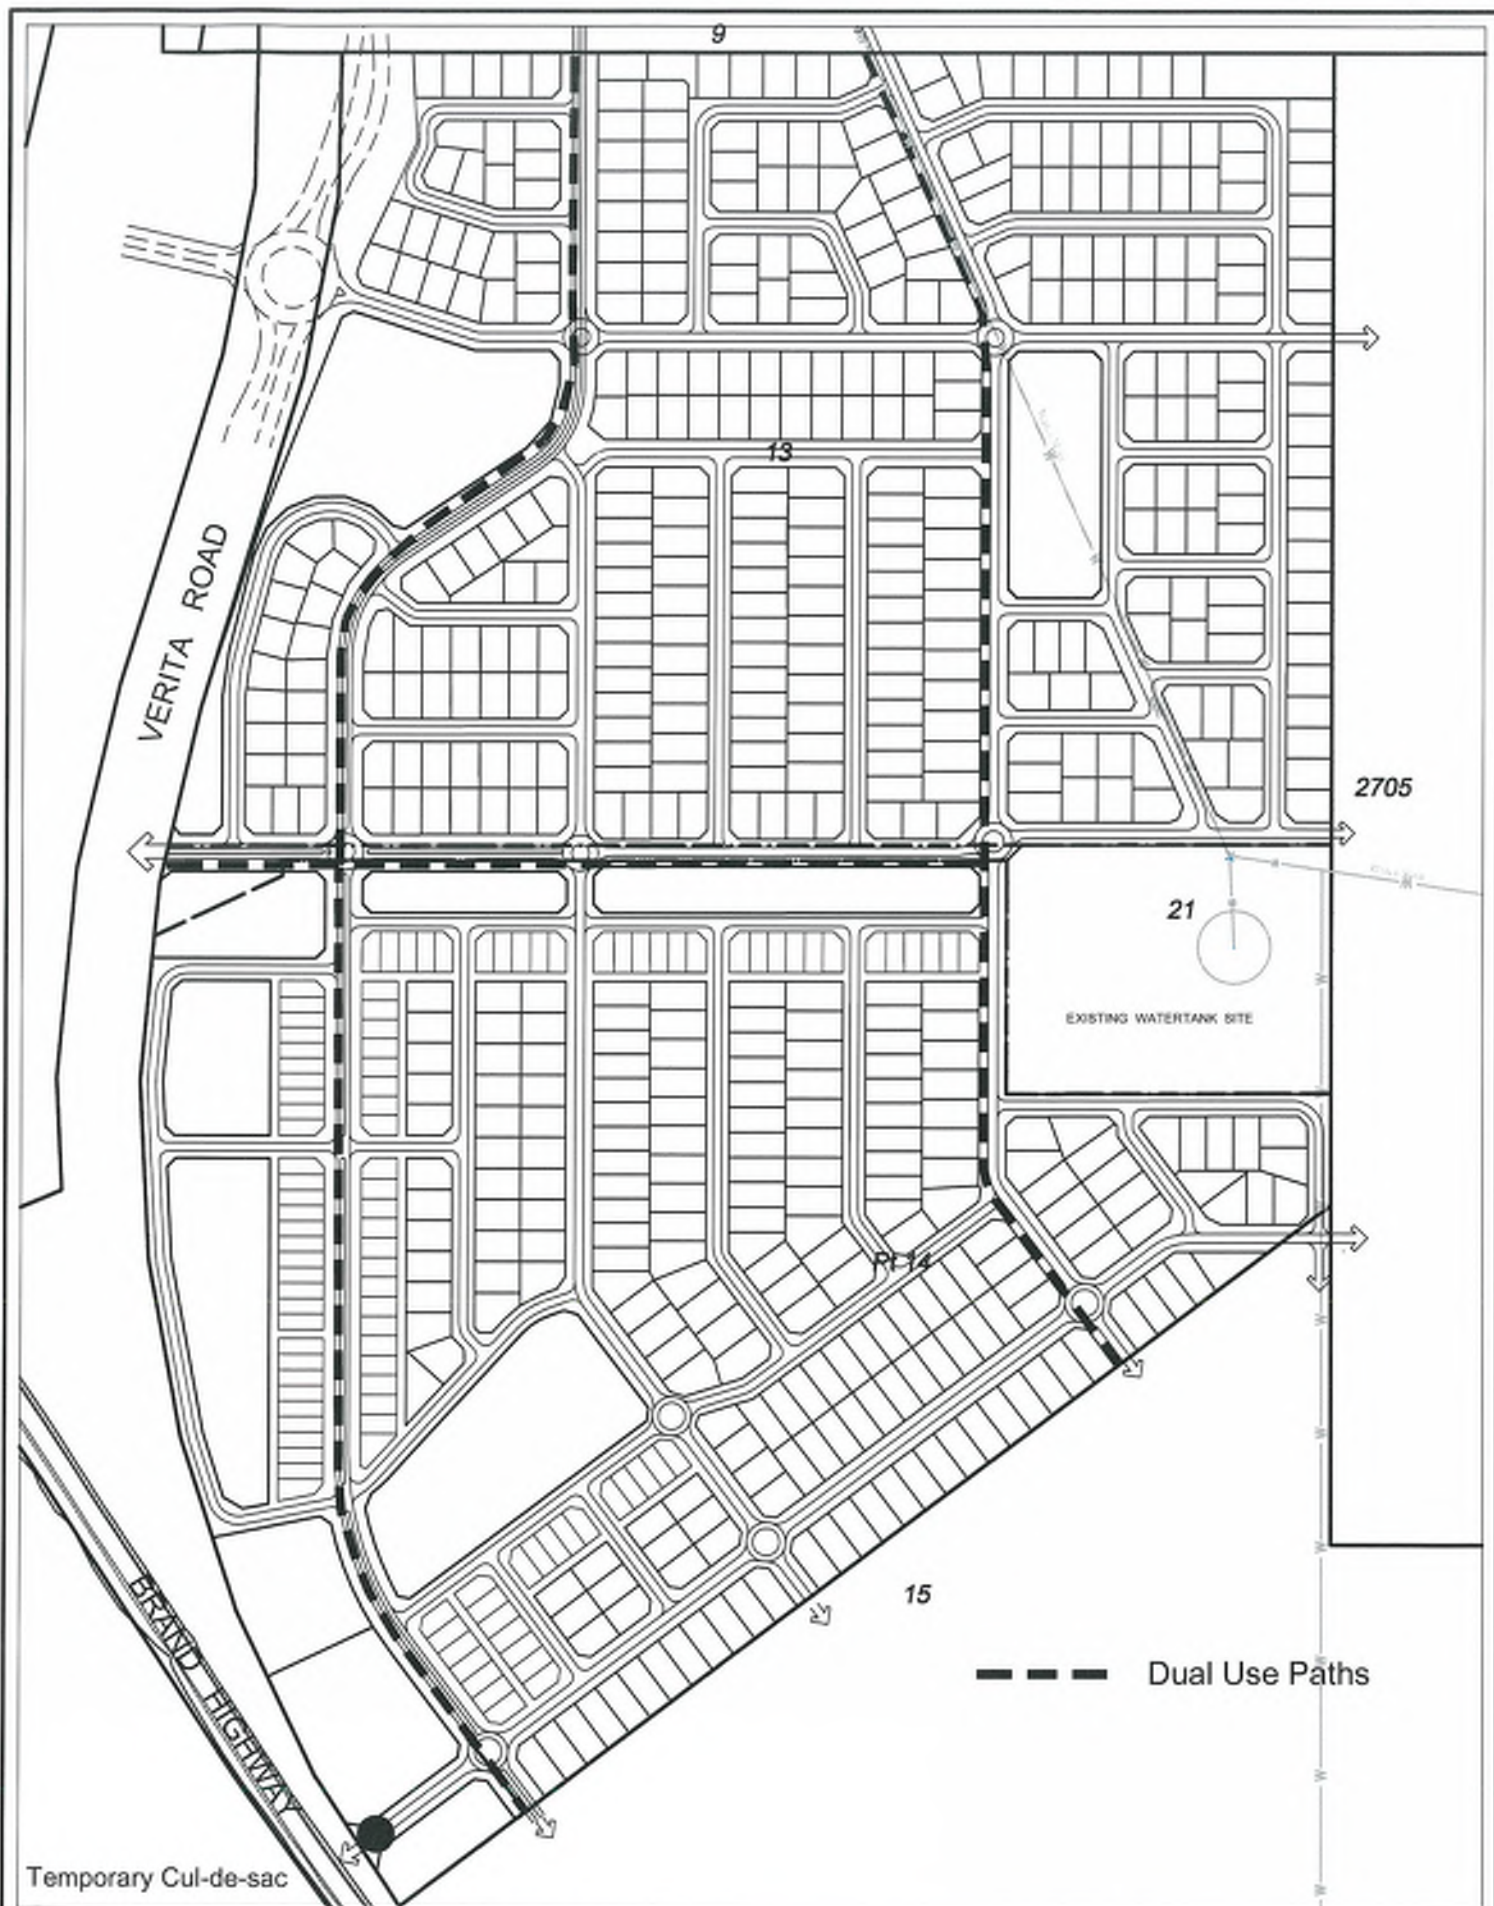 9
13
VERITA ROAD
2705
21
EXISTING WATERTANK SITE
Pt 14
15
BRAND HIGHWAY
Dual Use Paths
Temporary Cul-de-sac
W
W
W
W
W
W
W
W
W
W
W